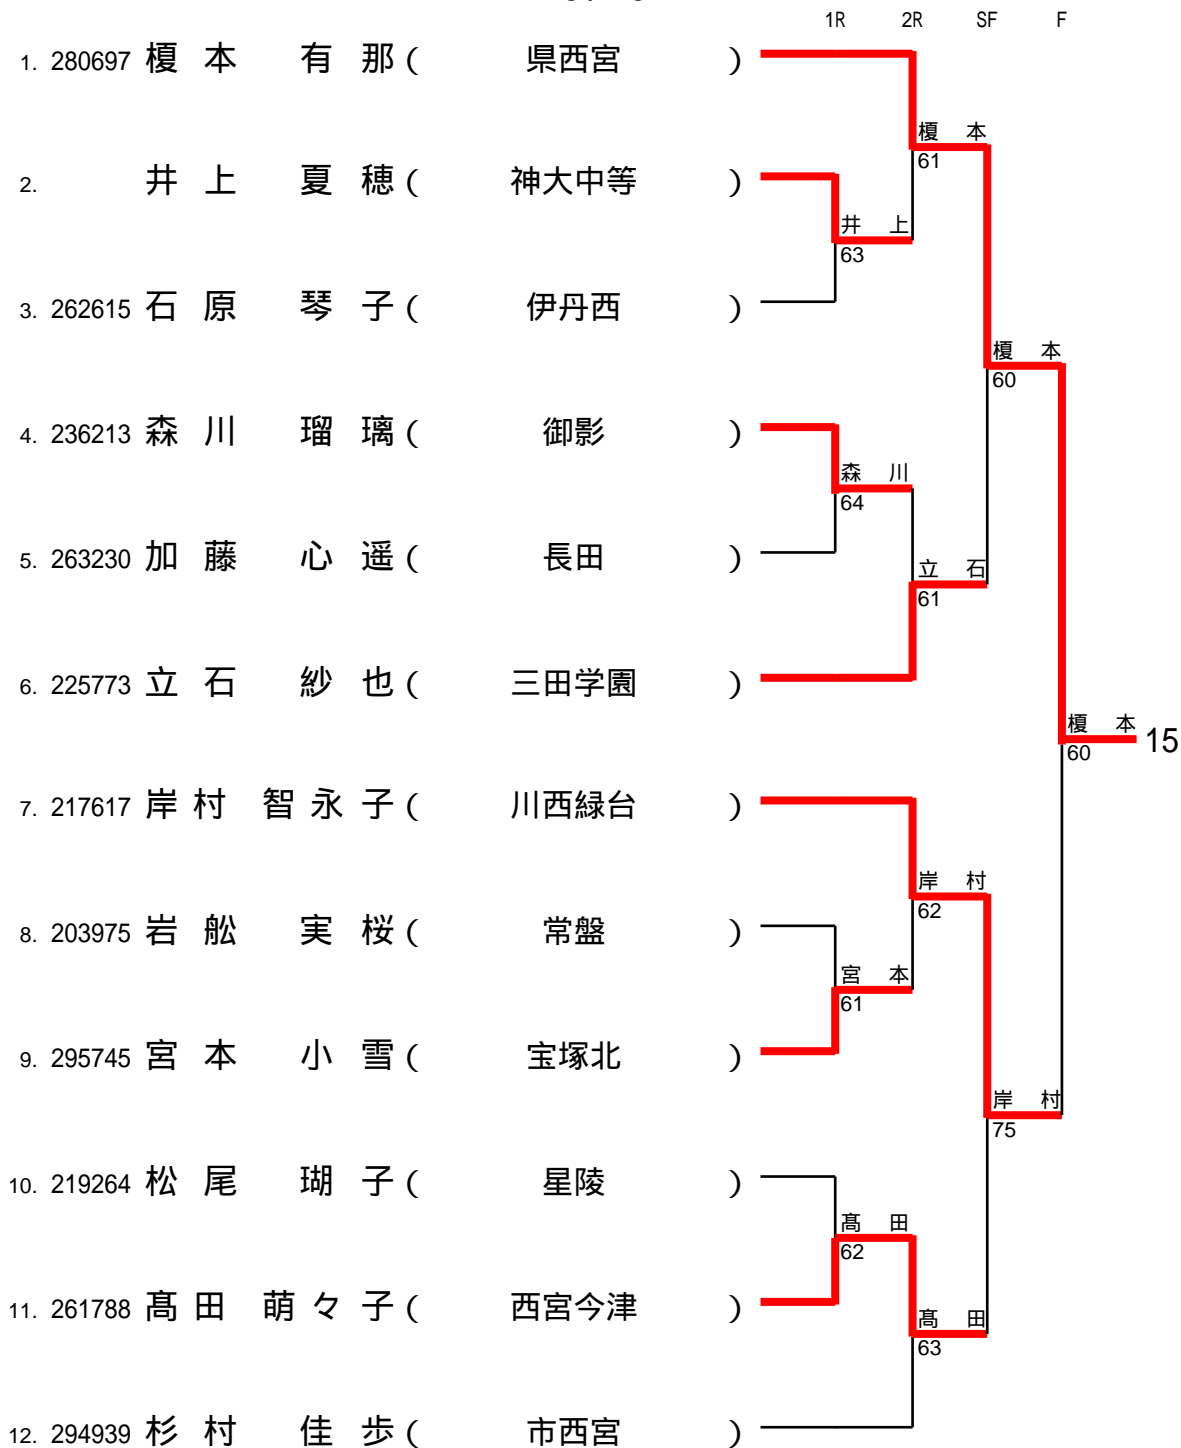 1R 2R SF F
1. 280697 榎 本 有 那 ( 県西宮 )
榎 本
61
2. 井 上 夏 穂 ( 神大中等 )
井 上
63
3. 262615 石 原 琴 子 ( 伊丹西 )
榎 本
60
4. 236213 森 川 瑠 璃 ( 御影 )
森 川
64
5. 263230 加 藤 心 遥 ( 長田 )
立 石
61
6. 225773 立 石 紗 也 ( 三田学園 )
榎 本
60 15
7. 217617 岸 村 智 永 子 ( 川西緑台 )
岸 村
62
8. 203975 岩 舩 実 桜 ( 常盤 )
宮 本
61
9. 295745 宮 本 小 雪 ( 宝塚北 )
岸 村
75
10. 219264 松 尾 瑚 子 ( 星陵 )
髙 田
62
11. 261788 髙 田 萌 々 子 ( 西宮今津 )
髙 田
63
12. 294939 杉 村 佳 歩 ( 市西宮 )